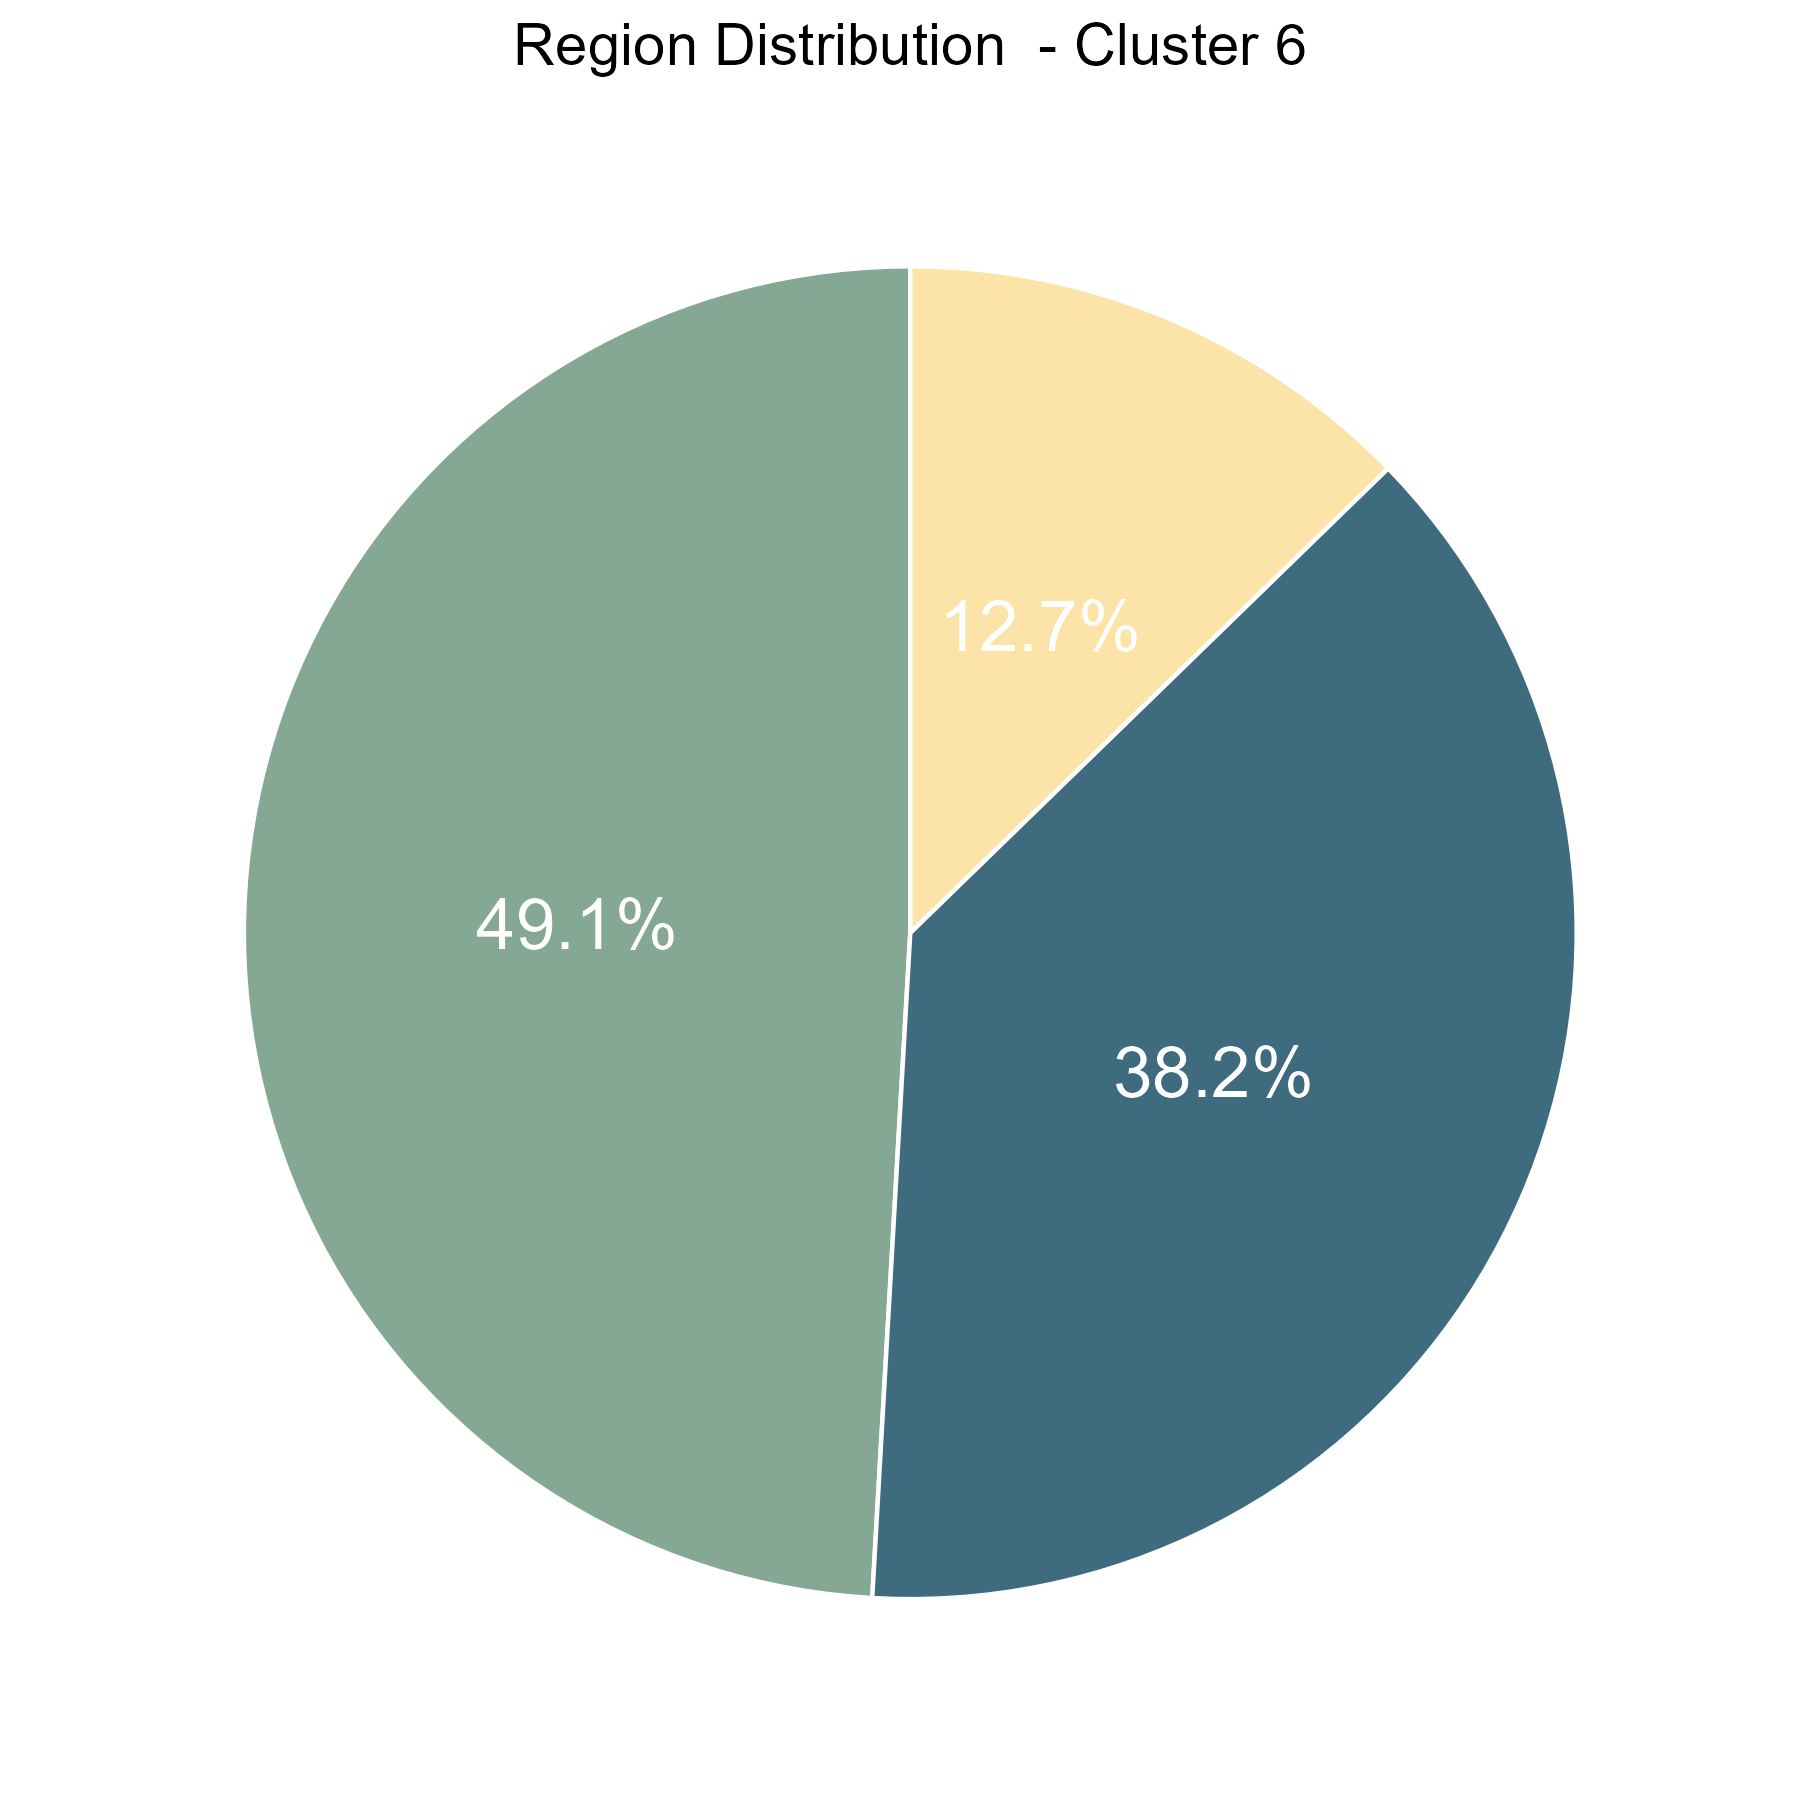 Region Distribution  - Cluster 6
12.7%
49.1%
38.2%